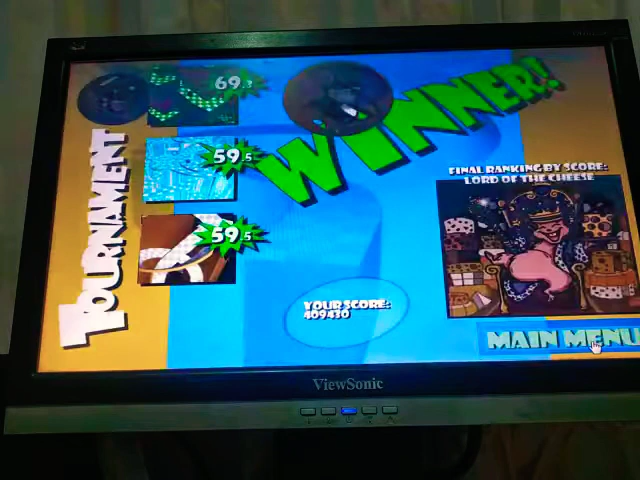 TOURNAMENT
69.3
59.5
59.5
WINNER!
FINAL RANKING BY SCORE:
LORD OF THE CHEESE
YOUR SCORE:
409430
MAIN MENU
ViewSonic